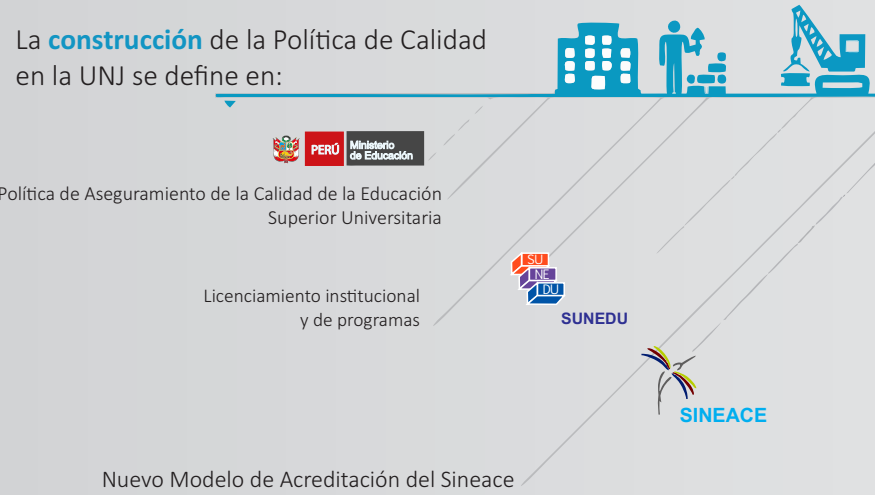 La construcción de la Política de Calidad
en la UNJ se define en:
PERÚ
Ministerio
de Educación
Política de Aseguramiento de la Calidad de la Educación
Superior Universitaria
SU
NE
DU
SUNEDU
Licenciamiento institucional
y de programas
SINEACE
Nuevo Modelo de Acreditación del Sineace